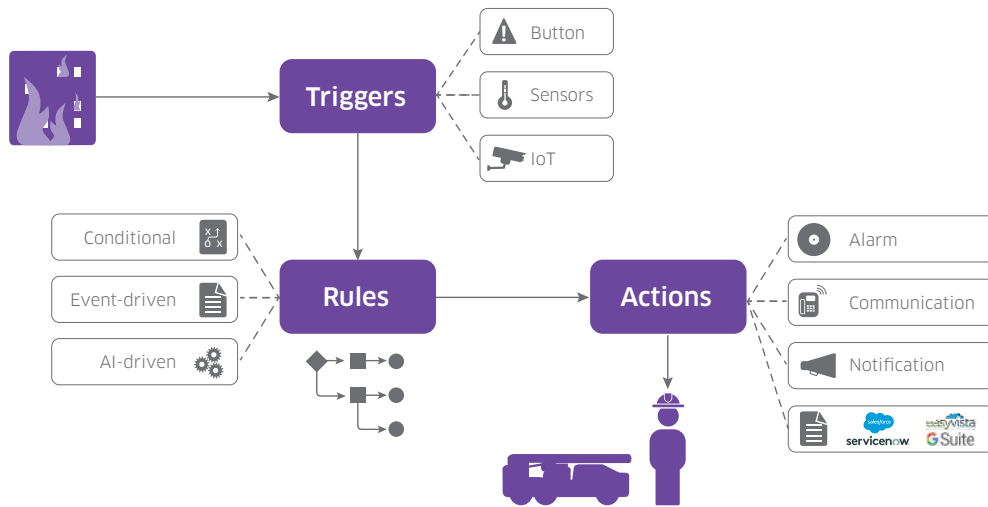 Button
Triggers
Sensors
IoT
Conditional
Event-driven
AI-driven
Rules
Actions
Alarm
Communication
Notification
salesforce
servicenow
easyvista
G Suite